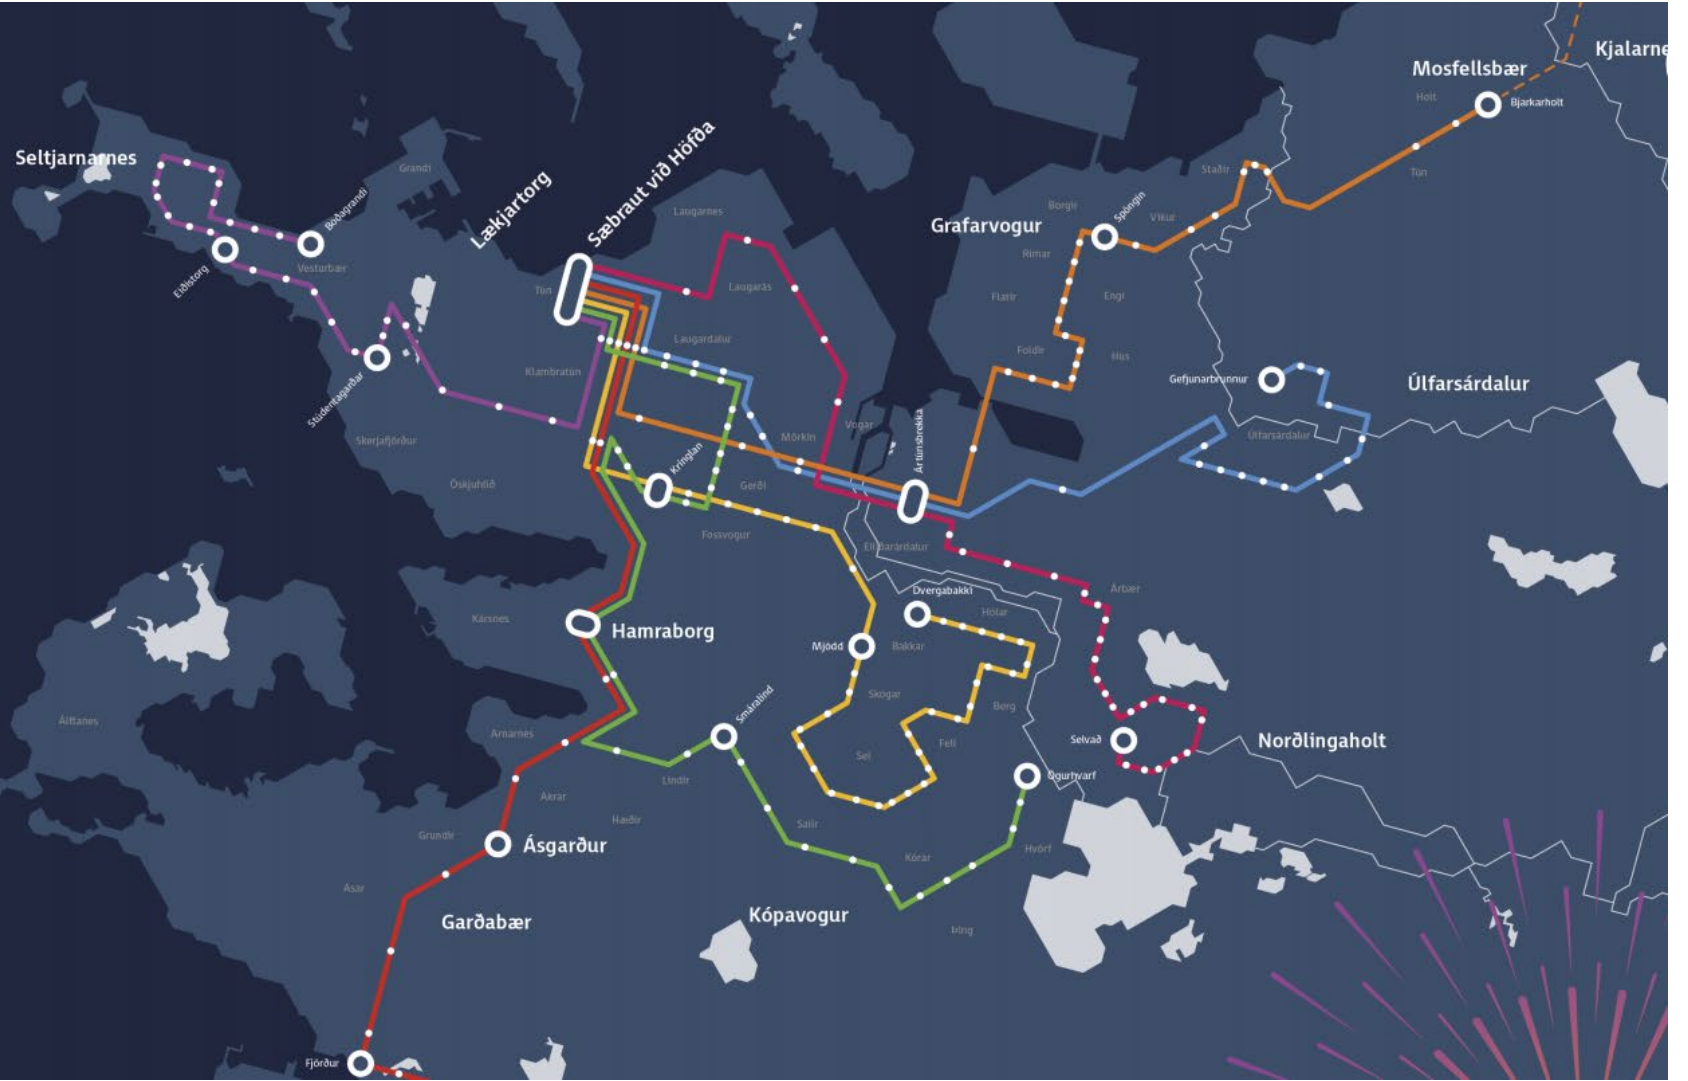 Kjalarne
Mosfellsbær
Holt
Bjarkarholt
Seltjarnarnes
Grandi
Lækjartorg
Sæbraut við Höfða
Staðir
Tún
Boðagrandi
Laugarnes
Borgir
Spöngin
Víkur
Grafarvogur
Eiðistorg
Vesturbær
Rimar
Tún
Laugarás
Flatir
Engi
Laugardalur
Foldir
Hús
Stúdentagarðar
Klambratún
Gefjunarbrunnur
Úlfarsárdalur
Skerjafjörður
Kringlan
Mörkin
Vogar
Ártúnsbrekka
Úlfarsárdalur
Öskjuhlíð
Gerði
Fossvogur
Elliðarárdalur
Dvergabakki
Árbær
Kársnes
Hamraborg
Hólar
Mjódd
Bakkar
Skógar
Smáralind
Berg
Álftanes
Arnarnes
Fell
Selvað
Norðlingaholt
Sel
Lindir
Ögurhvarf
Akrar
Hæðir
Salir
Grundir
Ásgarður
Kórar
Hvörf
Ásar
Garðabær
Kópavogur
Þing
Fjörður